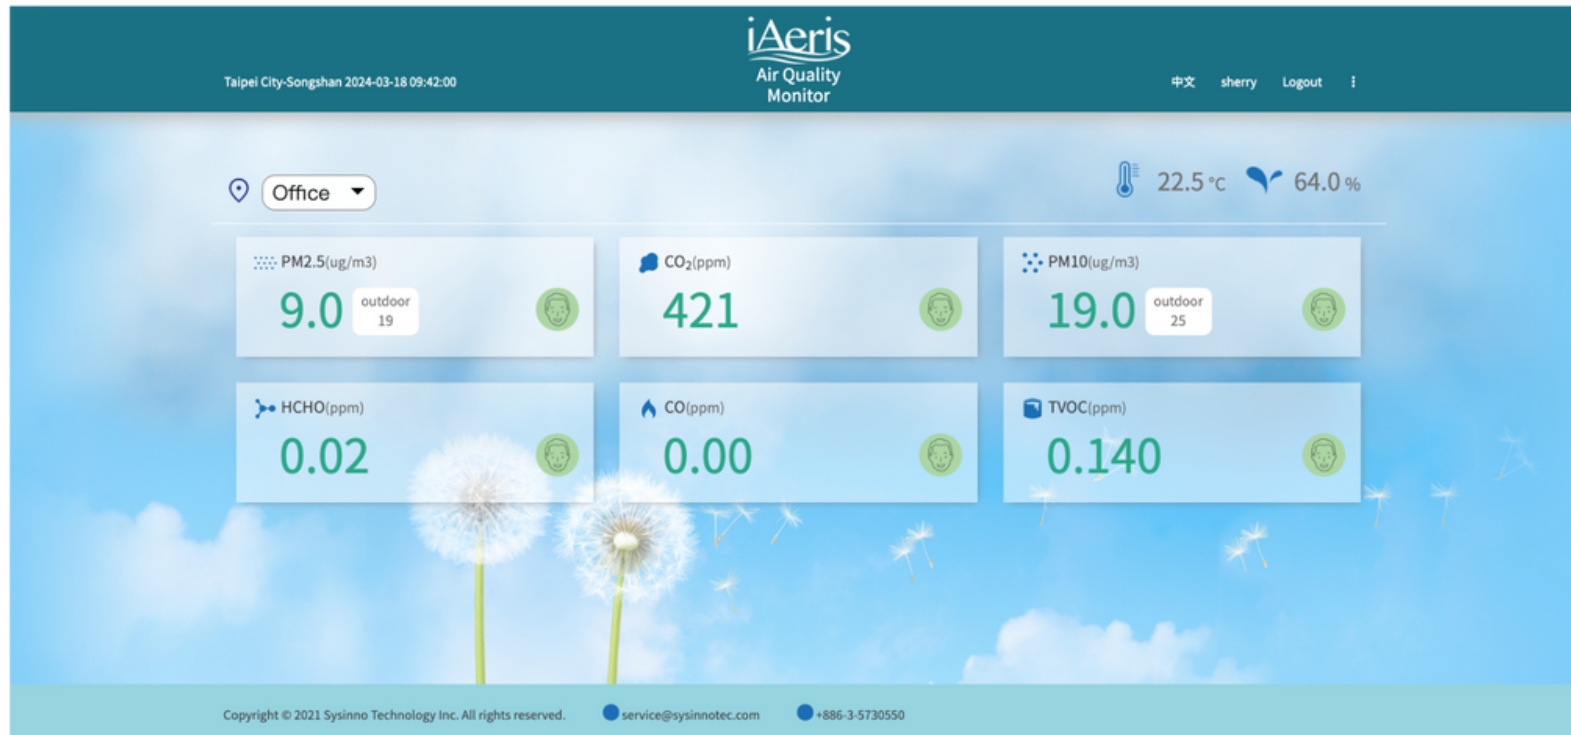 iAeris
Air Quality
Monitor
Taipei City-Songshan 2024-03-18 09:42:00
中文 sherry Logout
Office
22.5 °C 64.0 %
PM2.5(ug/m3)
9.0
outdoor
19
CO₂(ppm)
421
PM10(ug/m3)
19.0
outdoor
25
HCHO(ppm)
0.02
CO(ppm)
0.00
TVOC(ppm)
0.140
Copyright © 2021 Sysinno Technology Inc. All rights reserved. service@sysinnotec.com +886-3-5730550